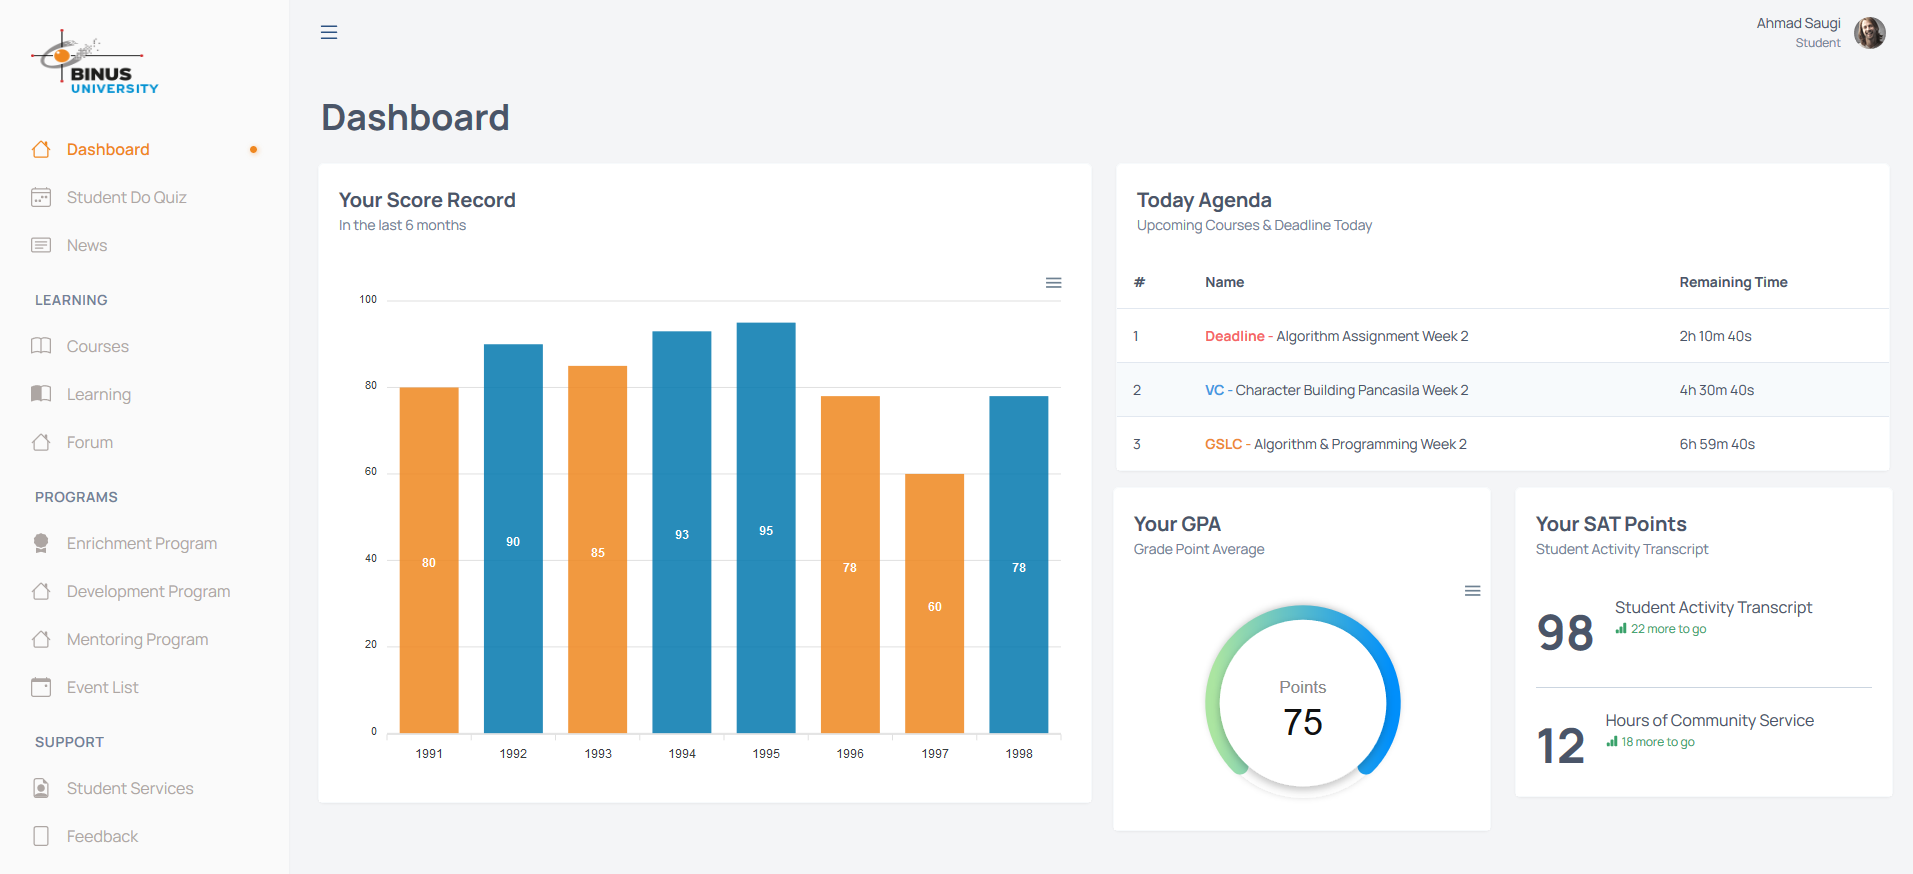 BINUS
UNIVERSITY
Dashboard
Student Do Quiz
News
LEARNING
Courses
Learning
Forum
PROGRAMS
Enrichment Program
Development Program
Mentoring Program
Event List
SUPPORT
Student Services
Feedback
Ahmad Saugi
Student
Dashboard
Your Score Record
In the last 6 months
100
80
60
40
20
0
80
90
85
93
95
78
60
78
1991
1992
1993
1994
1995
1996
1997
1998
Today Agenda
Upcoming Courses & Deadline Today
# Name Remaining Time
1 Deadline - Algorithm Assignment Week 2 2h 10m 40s
2 VC - Character Building Pancasila Week 2 4h 30m 40s
3 GSLC - Algorithm & Programming Week 2 6h 59m 40s
Your GPA
Grade Point Average
Points
75
Your SAT Points
Student Activity Transcript
98
Student Activity Transcript
22 more to go
12
Hours of Community Service
18 more to go